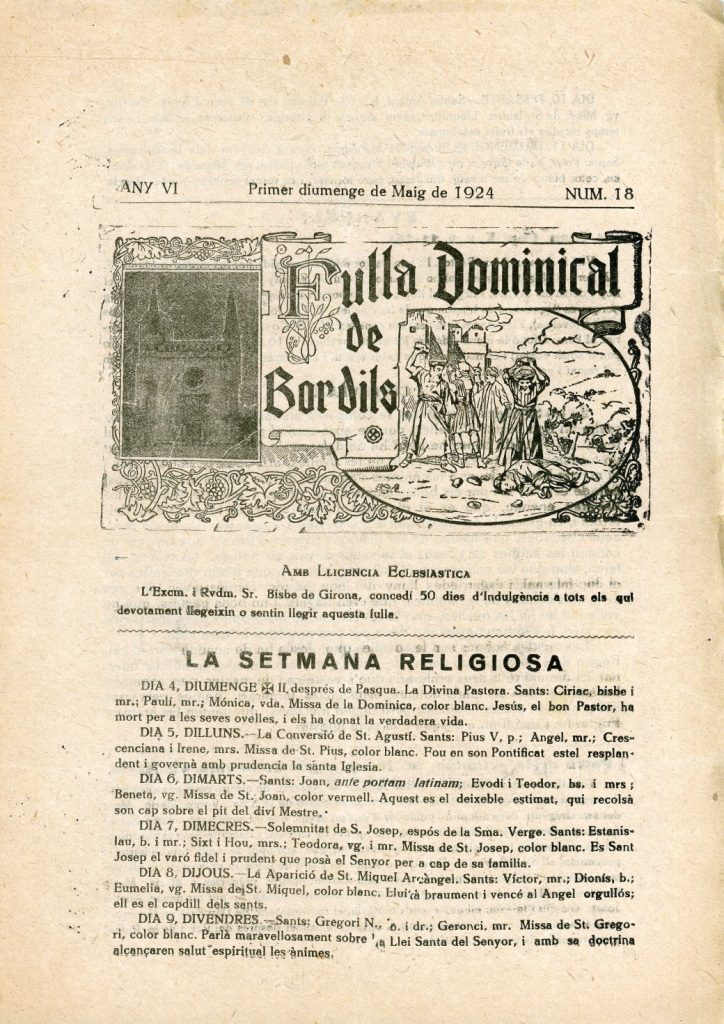 ANY VI Primer diumenge de Maig de 1924 NUM. 18
Fulla Dominical
de
Bordils
AMB LLICENCIA ECLESIASTICA
L'Excm. i Rvdm. Sr. Bisbe de Girona, concedí 50 dies d'Indulgència a tots els qui
devotament llegeixin o sentin llegir aquesta fulla.
LA SETMANA RELIGIOSA
DIA 4, DIUMENGE ✠ II després de Pasqua. La Divina Pastora. Sants: Ciriac, bisbe i
mr.; Paulí, mr.; Mónica, vda. Missa de la Dominica, color blanc. Jesús, el bon Pastor, ha
mort per a les seves ovelles, i els ha donat la verdadera vida.
DIA 5, DILLUNS.—La Conversió de St. Agustí. Sants: Pius V, p.; Angel, mr.; Cres-
cenciana i Irene, mrs. Missa de St. Pius, color blanc. Fou en son Pontificat estel resplan-
dent i governà amb prudencia la santa Iglesia.
DIA 6, DIMARTS.—Sants: Joan, ante portam latinam; Evodi i Teodor, bs. i mrs;
Beneta, vg. Missa de St. Joan, color vermell. Aquest es el deixeble estimat, qui recolsà
son cap sobre el pit del diví Mestre.
DIA 7, DIMECRES.—Solemnitat de S. Josep, espós de la Sma. Verge. Sants: Estanis-
lau, b. i mr.; Sixt i Hou, mrs.; Teodora, vg. i mr. Missa de St. Josep, color blanc. Es Sant
Josep el varó fidel i prudent que posà el Senyor per a cap de sa familia.
DIA 8, DIJOUS.—La Aparició de St. Miquel Arcàngel. Sants: Víctor, mr.; Dionís, b.;
Eumelia, vg. Missa de St. Miquel, color blanc. Lluità braument i vencé al Angel orgullós;
ell es el capdill dels sants.
DIA 9, DIVENDRES.—Sants: Gregori N., b. i dr.; Geronci, mr. Missa de St. Grego-
ri, color blanc. Parlà maravellosament sobre la Llei Santa del Senyor, i amb sa doctrina
alcançaren salut espiritual les ànimes.